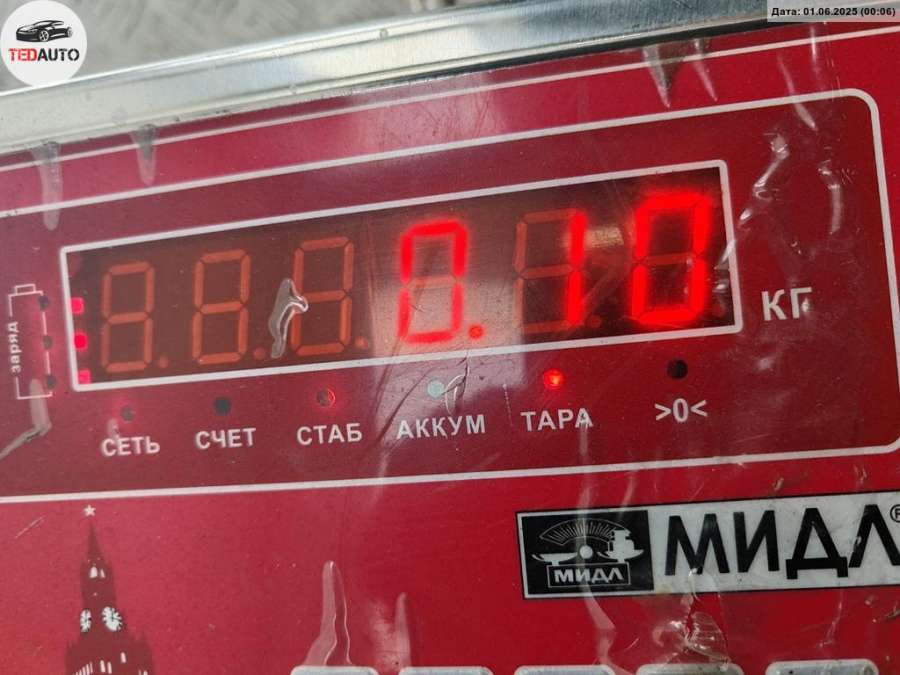 TEDAUTO
Дата: 01.06.2025 (00:06)
заряд
0.10 КГ
СЕТЬ СЧЕТ СТАБ АККУМ ТАРА >0<
МИДЛ МИДЛ®